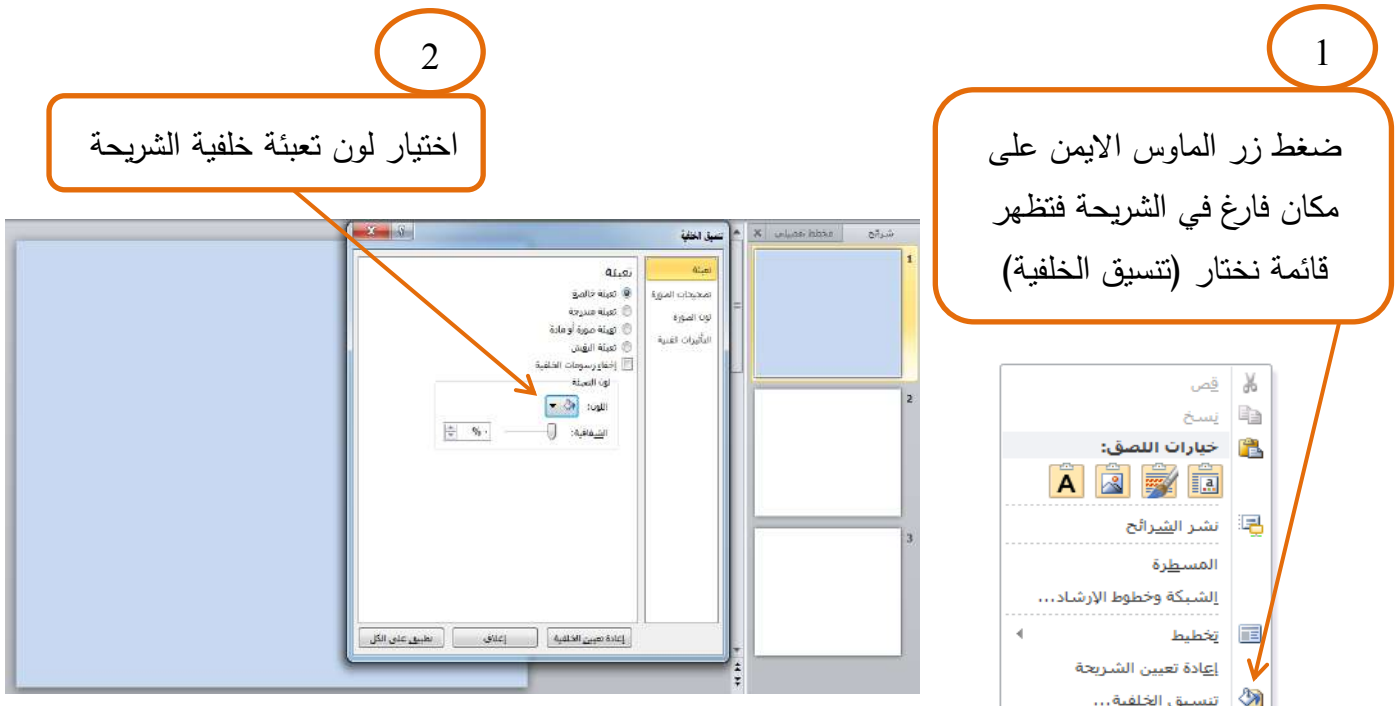 1
ضغط زر الماوس الايمن على
مكان فارغ في الشريحة فتظهر
قائمة نختار (تنسيق الخلفية)
قص
نسخ
خيارات اللصق:
A
a
نشر الشرائح
المسطرة
الشبكة وخطوط الإرشاد...
تخطيط
إعادة تعيين الشريحة
تنسيق الخلفية...
2
اختيار لون تعبئة خلفية الشريحة
شرائح
مخطط تفصيلي
1
2
3
تنسيق الخلفية
تعبئة
تصحيحات الصورة
لون الصورة
التأثيرات الفنية
تعبئة
تعبئة خالصة
تعبئة متدرجة
تعبئة صورة أو مادة
تعبئة النقش
إخفاء رسومات الخلفية
لون التعبئة
اللون:
الشفافية:
%
إعادة تعيين الخلفية
إغلاق
تطبيق على الكل